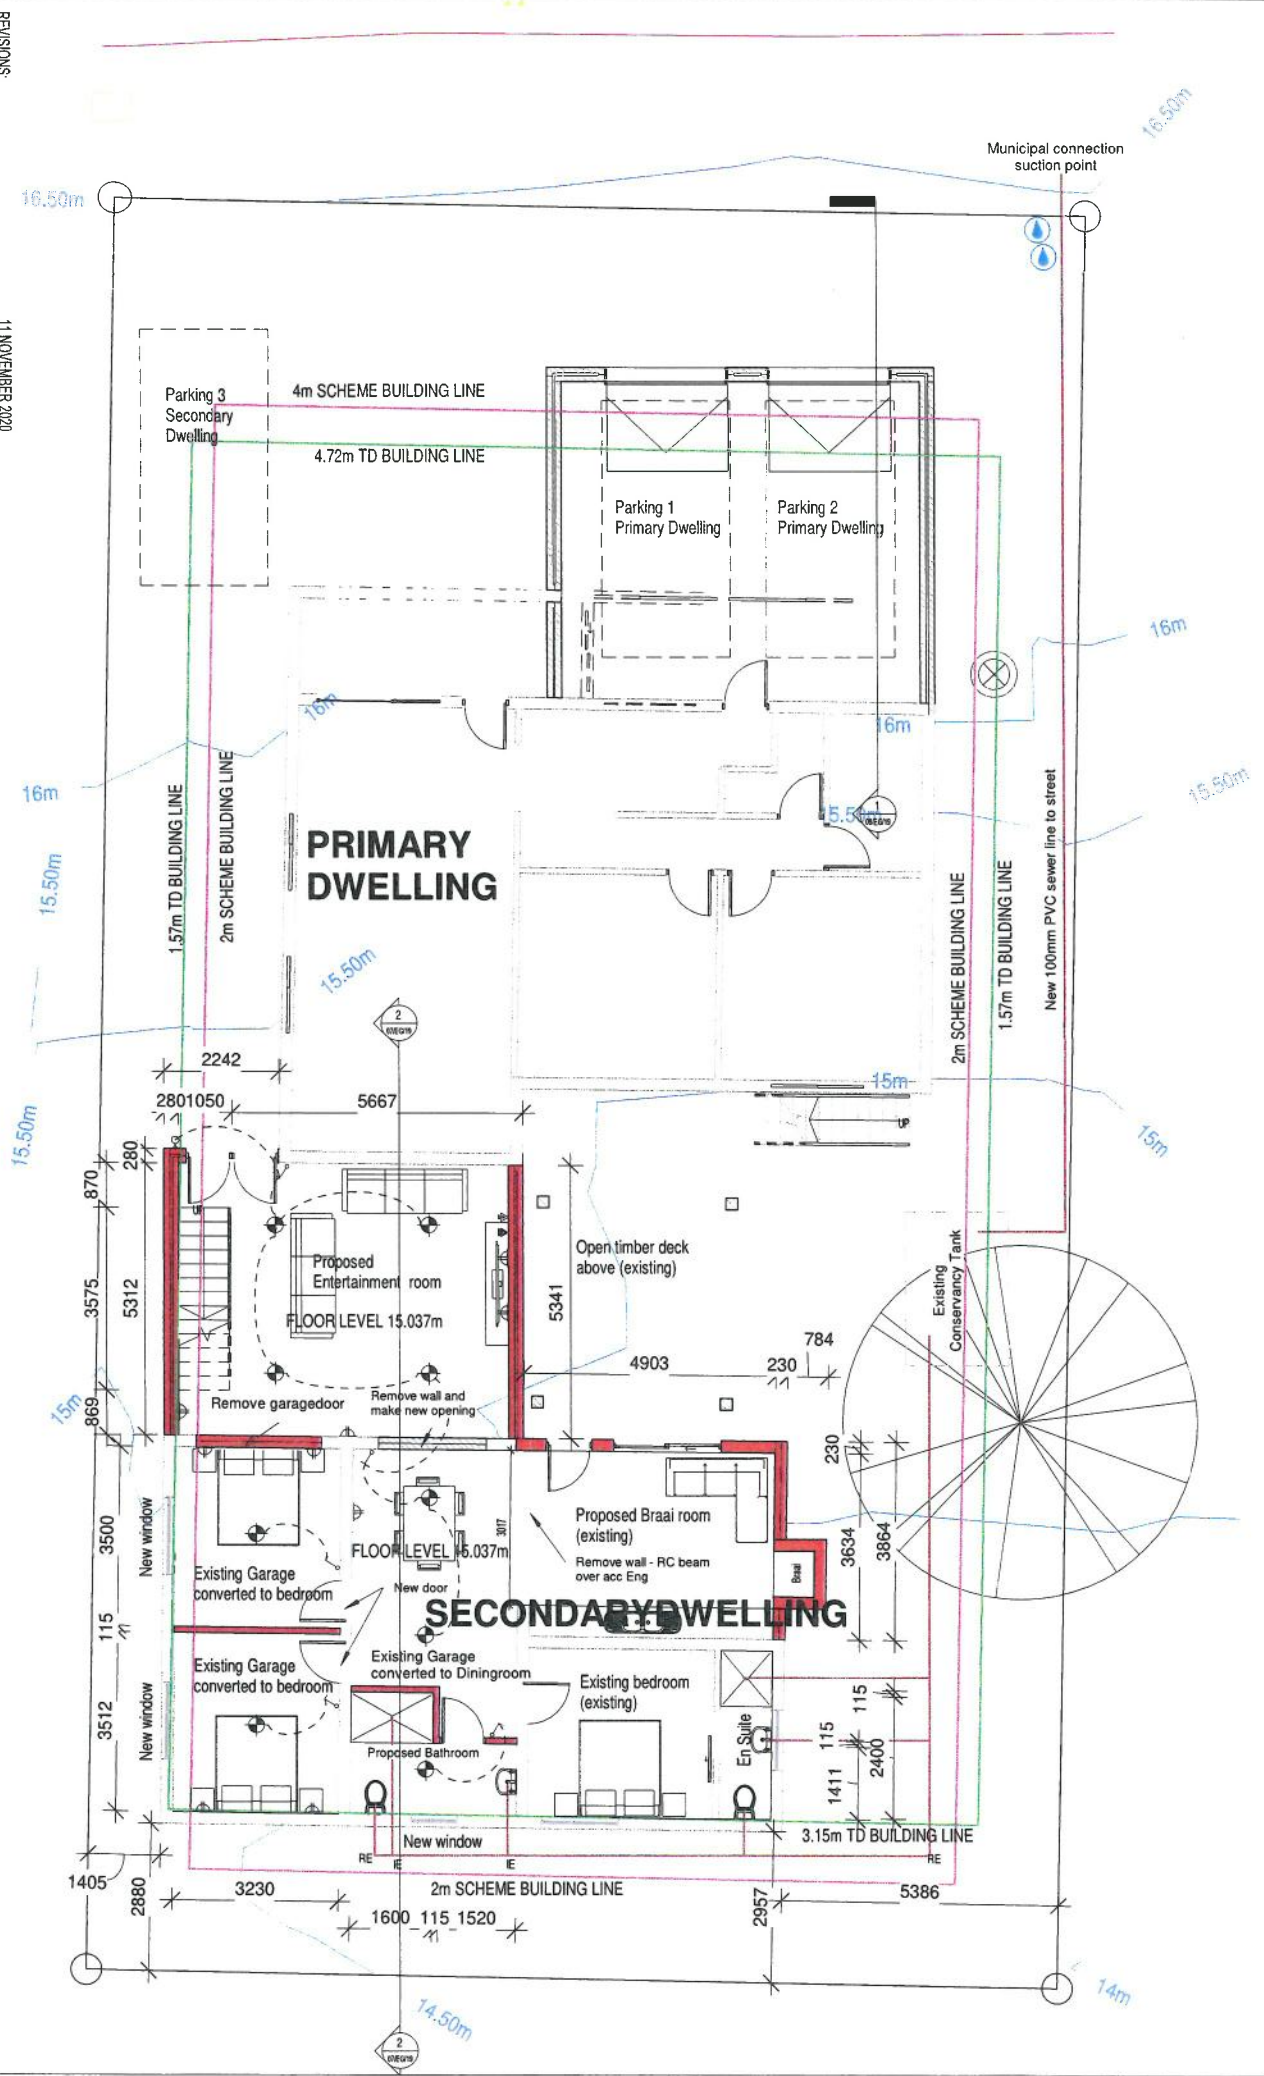 REVISIONS:
11 NOVEMBER 2020
16.50m
Municipal connection
suction point
16.50m
Parking 3
Secondary
Dwelling
4m SCHEME BUILDING LINE
4.72m TD BUILDING LINE
Parking 1
Primary Dwelling
Parking 2
Primary Dwelling
16m
16m
16m
16m
15.50m
1
15.50m
1.57m TD BUILDING LINE
2m SCHEME BUILDING LINE
PRIMARY
DWELLING
15.50m
2
2m SCHEME BUILDING LINE
1.57m TD BUILDING LINE
New 100mm PVC sewer line to street
2242
280
1050
5667
15m
UP
15m
15.50m
280
870
3575
5312
869
15m
UP
Proposed
Entertainment room
FLOOR LEVEL 15.037m
Remove garagedoor
Remove wall and
make new opening
Open timber deck
above (existing)
5341
4903
230
784
Existing
Conservancy Tank
230
3634
3864
New window
3500
115
3512
New window
Existing Garage
converted to bedroom
FLOOR LEVEL 15.037m
3017
New door
Proposed Braai room
(existing)
Remove wall - RC beam
over acc Eng
Braai
SECONDARY DWELLING
Existing Garage
converted to bedroom
Existing Garage
converted to Diningroom
Existing bedroom
(existing)
Proposed Bathroom
En Suite
115
115
1411
2400
New window
3.15m TD BUILDING LINE
RE
IE
IE
RE
1405
2880
3230
2m SCHEME BUILDING LINE
1600
115
1520
2957
5386
14.50m
14m
2